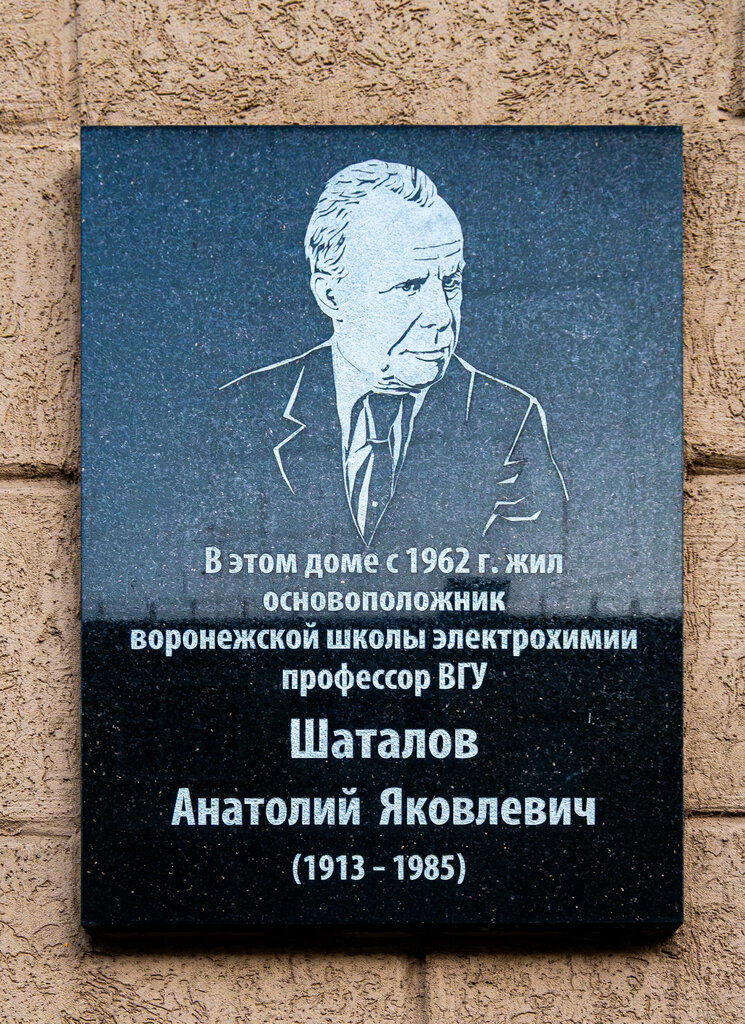 В этом доме с 1962 г. жил
основоположник
воронежской школы электрохимии
профессор ВГУ
Шаталов
Анатолий Яковлевич
(1913 – 1985)